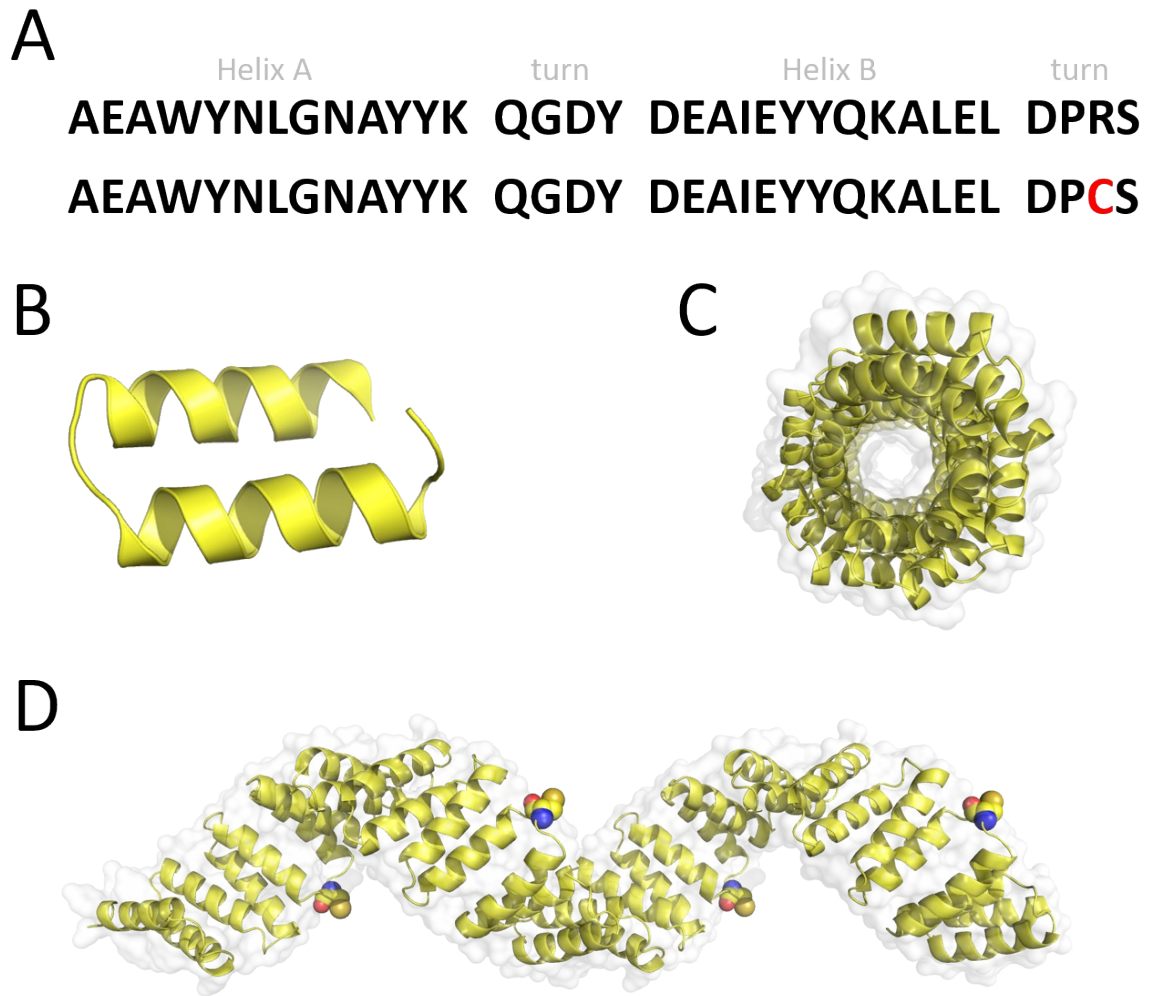 A
Helix A turn Helix B turn
AEAWYNLGNAYYK QGDY DEAIEYYQKALEL DPRS
AEAWYNLGNAYYK QGDY DEAIEYYQKALEL DPCS
B
C
D